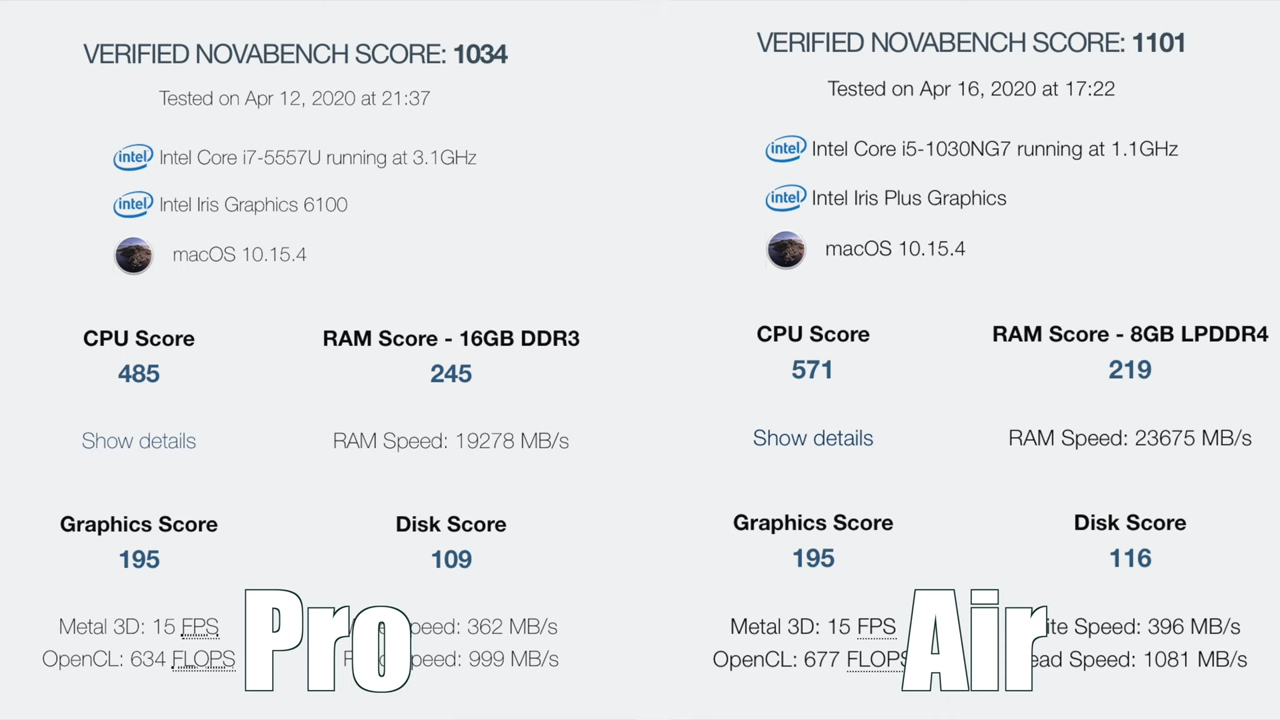 VERIFIED NOVABENCH SCORE: 1034
Tested on Apr 12, 2020 at 21:37
intel Intel Core i7-5557U running at 3.1GHz
intel Intel Iris Graphics 6100
macOS 10.15.4
CPU Score
485
Show details
RAM Score - 16GB DDR3
245
RAM Speed: 19278 MB/s
Graphics Score
195
Metal 3D: 15 FPS
OpenCL: 634 FLOPS
Disk Score
109
peed: 362 MB/s
peed: 999 MB/s
Pro
VERIFIED NOVABENCH SCORE: 1101
Tested on Apr 16, 2020 at 17:22
intel Intel Core i5-1030NG7 running at 1.1GHz
intel Intel Iris Plus Graphics
macOS 10.15.4
CPU Score
571
Show details
RAM Score - 8GB LPDDR4
219
RAM Speed: 23675 MB/s
Graphics Score
195
Metal 3D: 15 FPS
OpenCL: 677 FLOPS
Disk Score
116
ite Speed: 396 MB/s
ead Speed: 1081 MB/s
Air